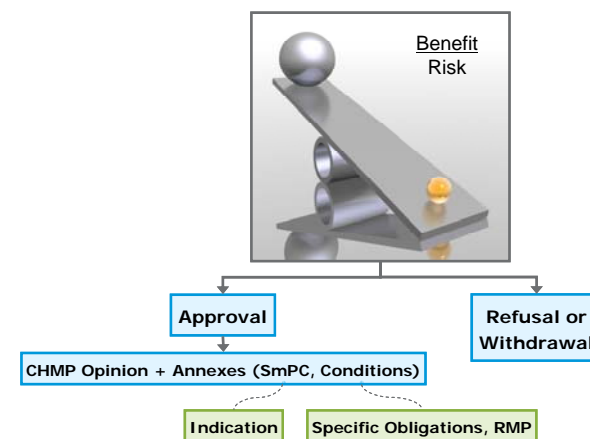 Benefit
Risk
Approval
Refusal or
Withdrawal
CHMP Opinion + Annexes (SmPC, Conditions)
Indication
Specific Obligations, RMP